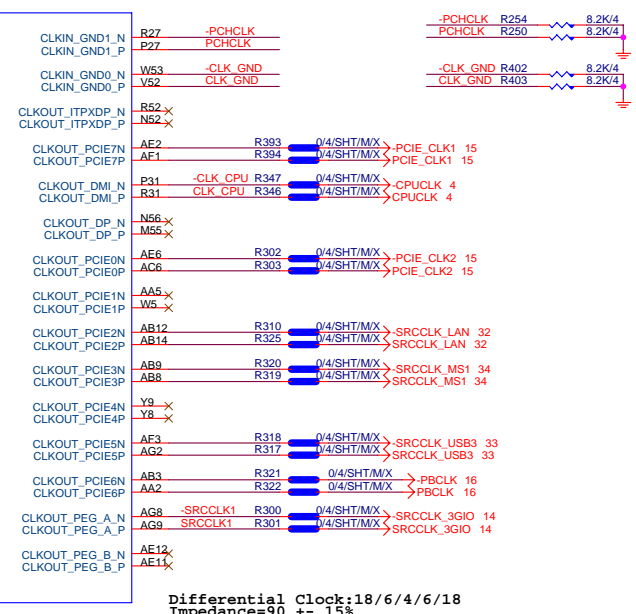 -PCHCLK R254 8.2K/4
PCHCLK R250 8.2K/4
CLKIN_GND1_N R27 -PCHCLK
CLKIN_GND1_P P27 PCHCLK
CLKIN_GND0_N W53 -CLK_GND -CLK_GND R402 8.2K/4
CLKIN_GND0_P V52 CLK_GND CLK_GND R403 8.2K/4
CLKOUT_ITPXDP_N R52
CLKOUT_ITPXDP_P N52
CLKOUT_PCIE7N AE2 R393 0/4/SHT/M/X -PCIE_CLK1 15
CLKOUT_PCIE7P AF1 R394 0/4/SHT/M/X PCIE_CLK1 15
CLKOUT_DMI_N P31 -CLK_CPU R347 0/4/SHT/M/X -CPUCLK 4
CLKOUT_DMI_P R31 CLK_CPU R346 0/4/SHT/M/X CPUCLK 4
CLKOUT_DP_N N56
CLKOUT_DP_P M55
CLKOUT_PCIE0N AE6 R302 0/4/SHT/M/X -PCIE_CLK2 15
CLKOUT_PCIE0P AC6 R303 0/4/SHT/M/X PCIE_CLK2 15
CLKOUT_PCIE1N AA5
CLKOUT_PCIE1P W5
CLKOUT_PCIE2N AB12 R310 0/4/SHT/M/X -SRCCLK_LAN 32
CLKOUT_PCIE2P AB14 R325 0/4/SHT/M/X SRCCLK_LAN 32
CLKOUT_PCIE3N AB9 R320 0/4/SHT/M/X -SRCCLK_MS1 34
CLKOUT_PCIE3P AB8 R319 0/4/SHT/M/X SRCCLK_MS1 34
CLKOUT_PCIE4N Y9
CLKOUT_PCIE4P Y8
CLKOUT_PCIE5N AF3 R318 0/4/SHT/M/X -SRCCLK_USB3 33
CLKOUT_PCIE5P AG2 R317 0/4/SHT/M/X SRCCLK_USB3 33
CLKOUT_PCIE6N AB3 R321 0/4/SHT/M/X -PBCLK 16
CLKOUT_PCIE6P AA2 R322 0/4/SHT/M/X PBCLK 16
CLKOUT_PEG_A_N AG8 -SRCCLK1 R300 0/4/SHT/M/X -SRCCLK_3GIO 14
CLKOUT_PEG_A_P AG9 SRCCLK1 R301 0/4/SHT/M/X SRCCLK_3GIO 14
CLKOUT_PEG_B_N AE12
CLKOUT_PEG_B_P AE11
Differential Clock:18/6/4/6/18
Impedance=90 +- 15%